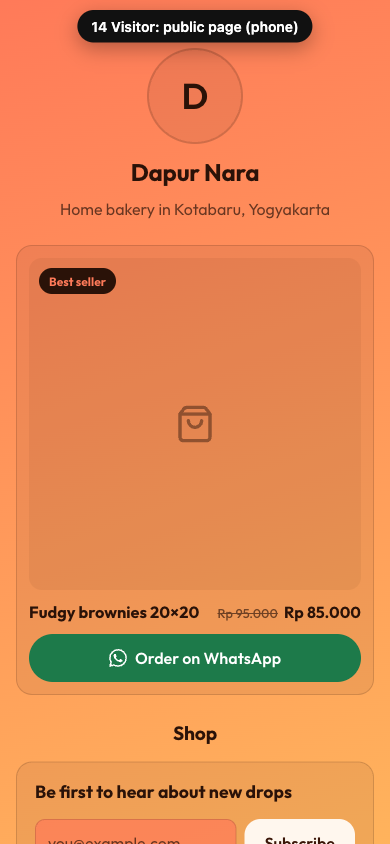 14 Visitor: public page (phone)
D
Dapur Nara
Home bakery in Kotabaru, Yogyakarta
Best seller
Fudgy brownies 20×20 Rp 95.000 Rp 85.000
Order on WhatsApp
Shop
Be first to hear about new drops
you@example.com Subscribe